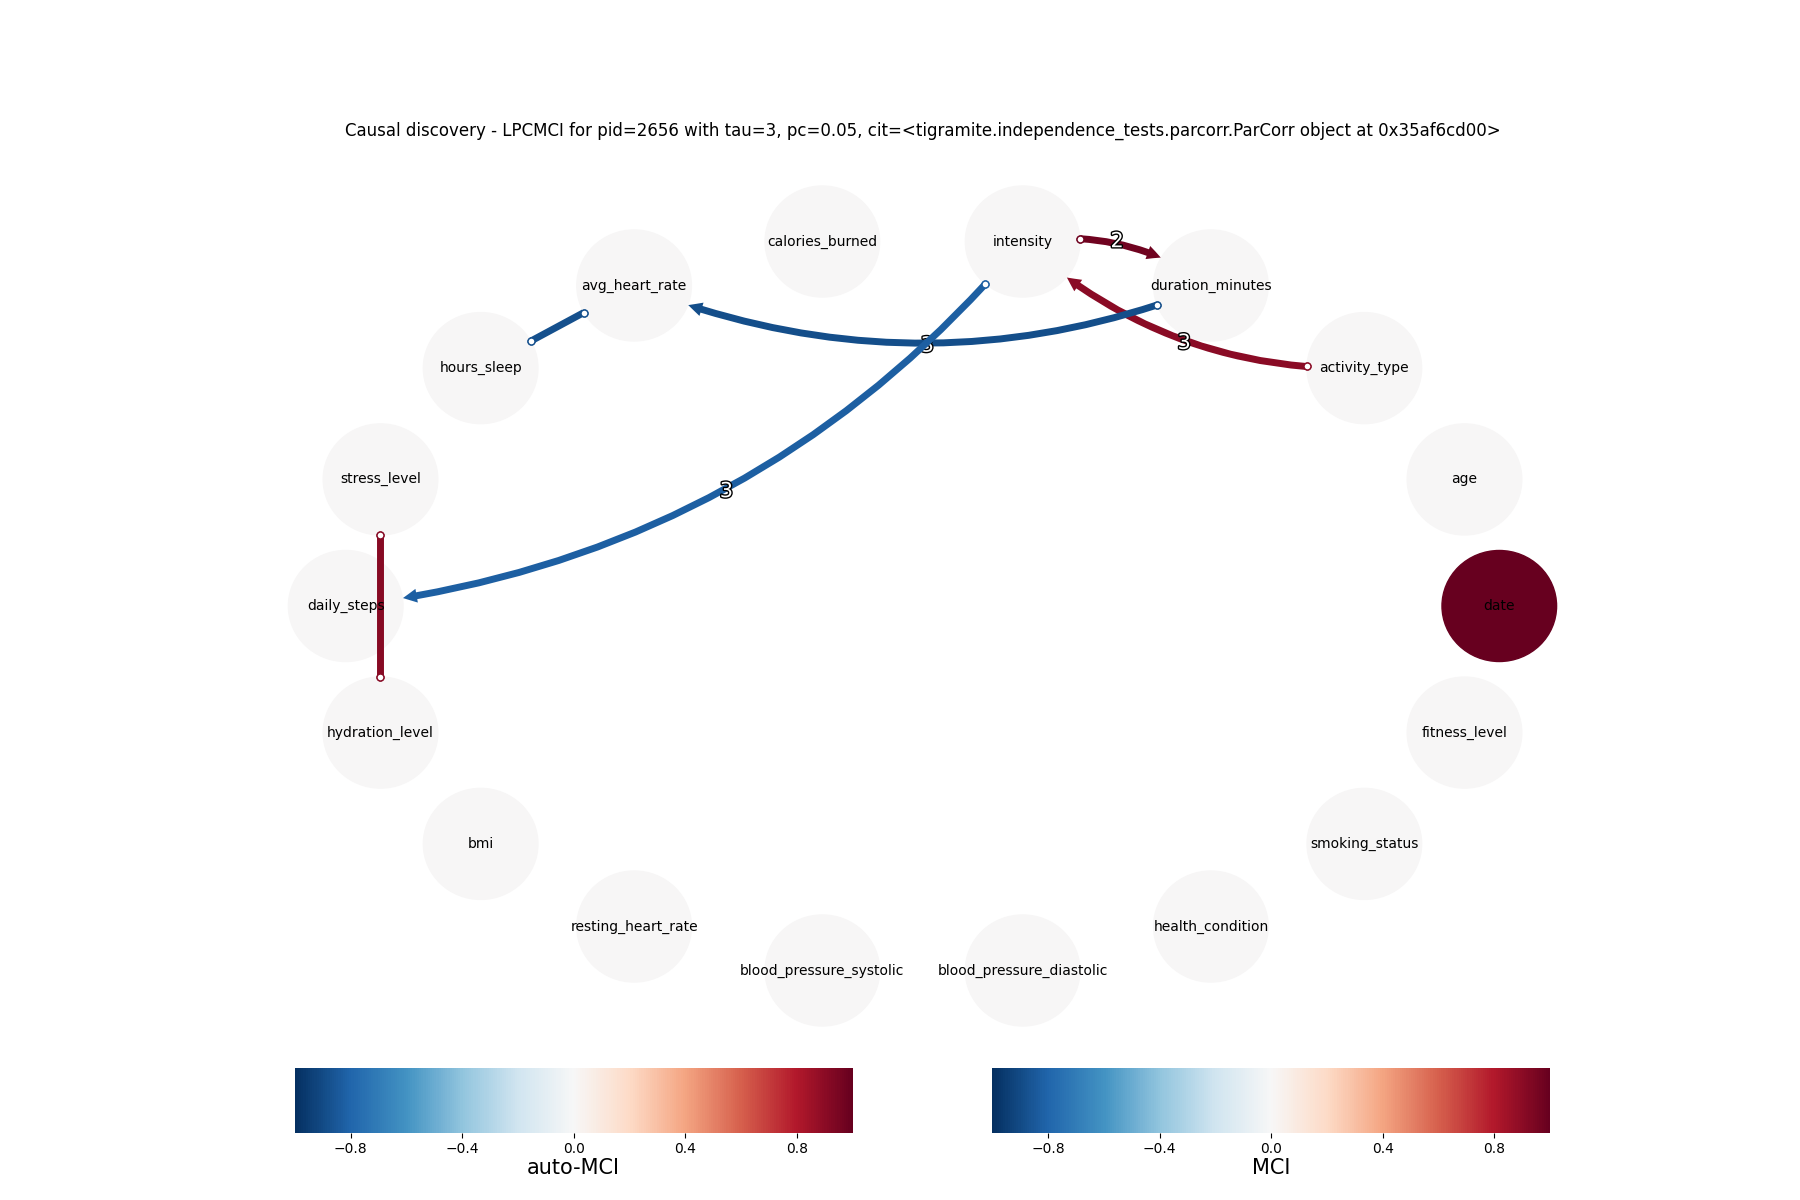 Causal discovery - LPCMCI for pid=2656 with tau=3, pc=0.05, cit=<tigramite.independence_tests.parcorr.ParCorr object at 0x35af6cd00>
calories_burned
intensity
2
avg_heart_rate
duration_minutes
3
3
hours_sleep
activity_type
stress_level
age
3
daily_steps
date
hydration_level
fitness_level
bmi
smoking_status
resting_heart_rate
health_condition
blood_pressure_systolic
blood_pressure_diastolic
−0.8 −0.4 0.0 0.4 0.8
auto-MCI
−0.8 −0.4 0.0 0.4 0.8
MCI